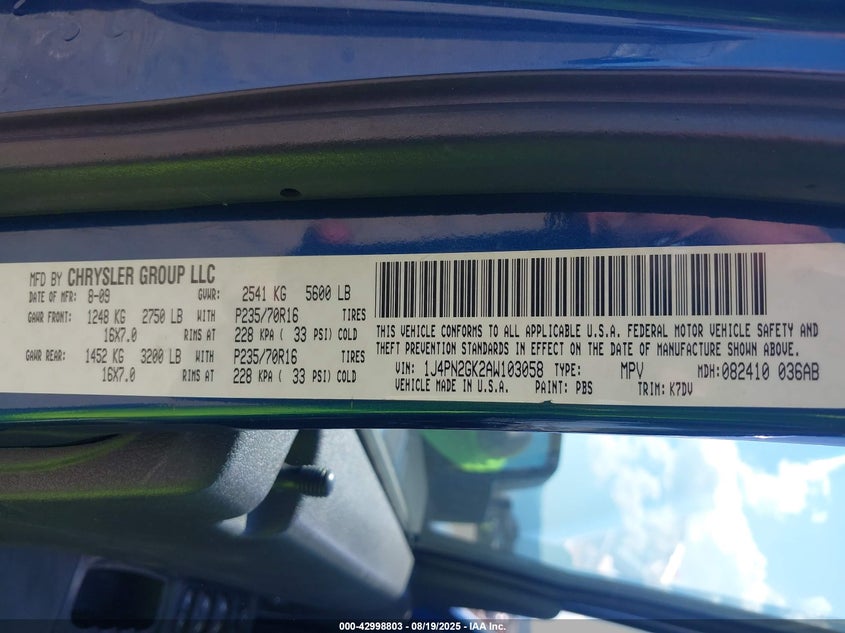 MFD BY CHRYSLER GROUP LLC
DATE OF MFR: 8-09 GVWR: 2541 KG 5600 LB
GAWR FRONT: 1248 KG 2750 LB WITH P235/70R16 TIRES
16X7.0 RIMS AT 228 KPA ( 33 PSI) COLD
GAWR REAR: 1452 KG 3200 LB WITH P235/70R16 TIRES
16X7.0 RIMS AT 228 KPA ( 33 PSI) COLD
THIS VEHICLE CONFORMS TO ALL APPLICABLE U.S.A. FEDERAL MOTOR VEHICLE SAFETY AND
THEFT PREVENTION STANDARDS IN EFFECT ON THE DATE OF MANUFACTURE SHOWN ABOVE.
VIN: 1J4PN2GK2AW103058 TYPE: MPV MDH:082410 036AB
VEHICLE MADE IN U.S.A. PAINT: PBS TRIM: K7DV
000-42998803 - 08/19/2025 - IAA Inc.